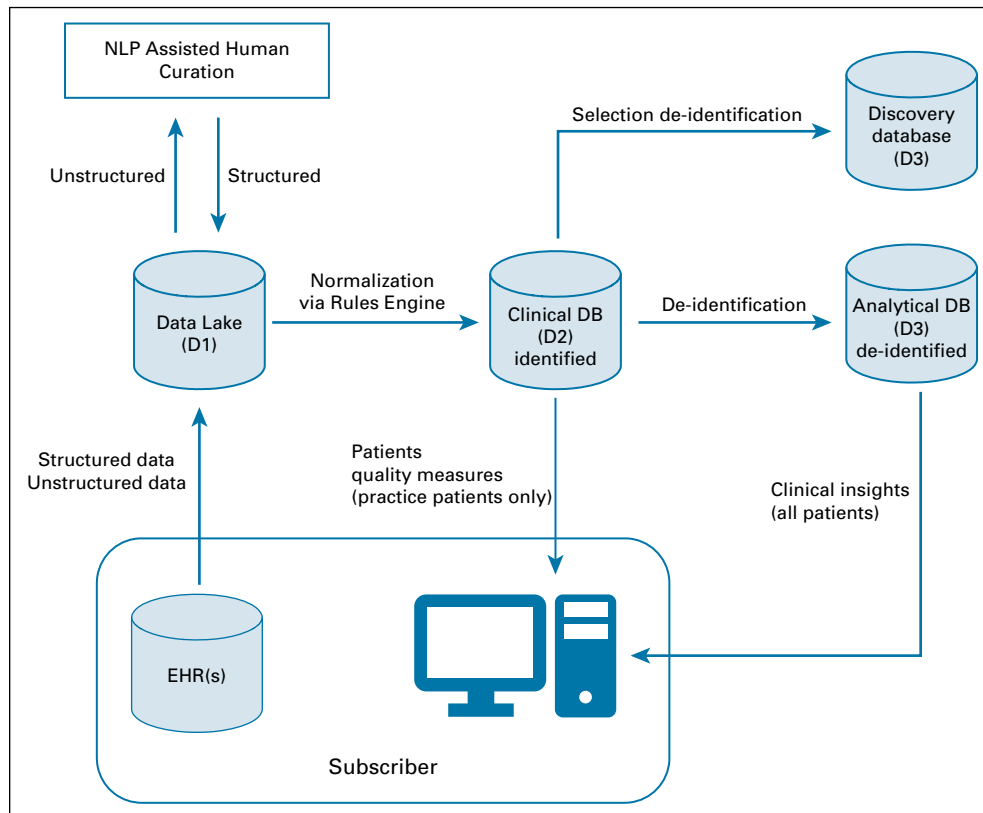 NLP Assisted Human
Curation
Unstructured
Structured
Selection de-identification
Discovery
database
(D3)
Data Lake
(D1)
Normalization
via Rules Engine
Clinical DB
(D2)
identified
De-identification
Analytical DB
(D3)
de-identified
Structured data
Unstructured data
Patients
quality measures
(practice patients only)
Clinical insights
(all patients)
EHR(s)
Subscriber